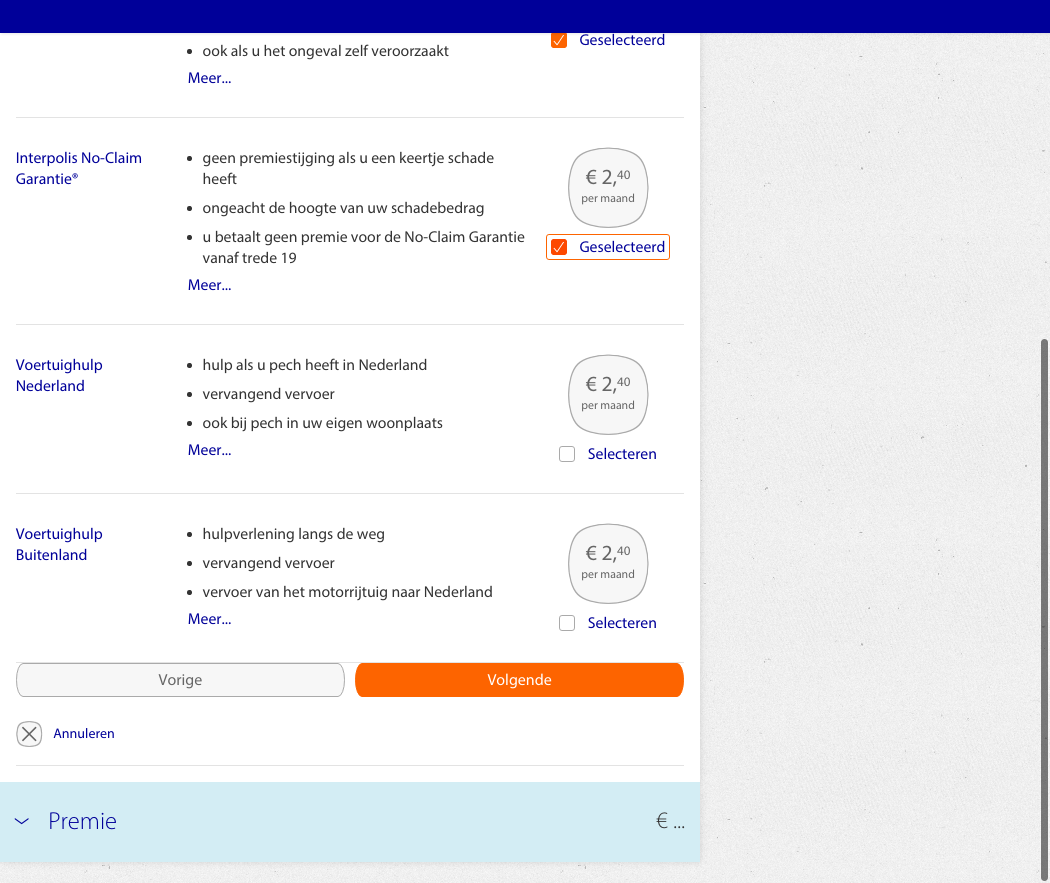 ook als u het ongeval zelf veroorzaakt
Geselecteerd
Meer...
Interpolis No-Claim
Garantie®
geen premiestijging als u een keertje schade
heeft
ongeacht de hoogte van uw schadebedrag
u betaalt geen premie voor de No-Claim Garantie
vanaf trede 19
Meer...
€ 2,40
per maand
Geselecteerd
Voertuighulp
Nederland
hulp als u pech heeft in Nederland
vervangend vervoer
ook bij pech in uw eigen woonplaats
Meer...
€ 2,40
per maand
Selecteren
Voertuighulp
Buitenland
hulpverlening langs de weg
vervangend vervoer
vervoer van het motorrijtuig naar Nederland
Meer...
€ 2,40
per maand
Selecteren
Vorige
Volgende
Annuleren
Premie
€ ...